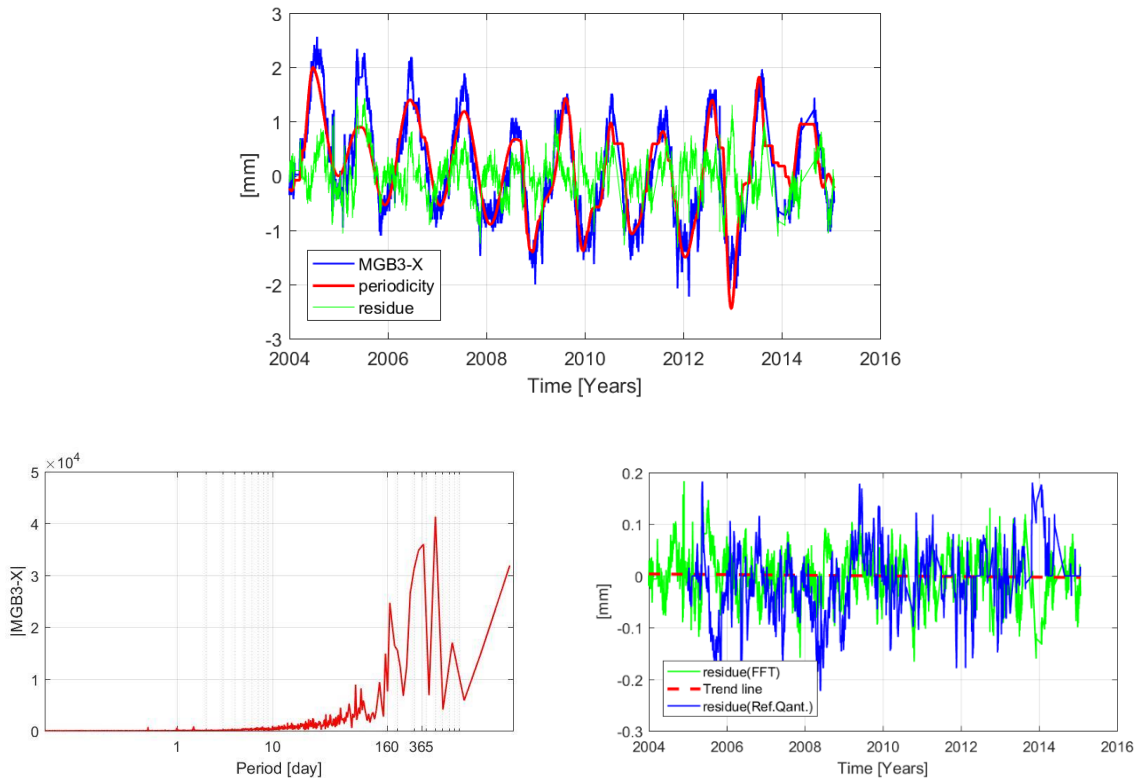 3
2
1
0
-1
-2
-3
[mm]
MGB3-X
periodicity
residue
2004 2006 2008 2010 2012 2014 2016
Time [Years]
×10^4
5
4
3
2
1
0
|MGB3-X|
1 10 160 365
Period [day]
0.2
0.1
0
-0.1
-0.2
-0.3
[mm]
residue(FFT)
Trend line
residue(Ref.Qant.)
2004 2006 2008 2010 2012 2014 2016
Time [Years]